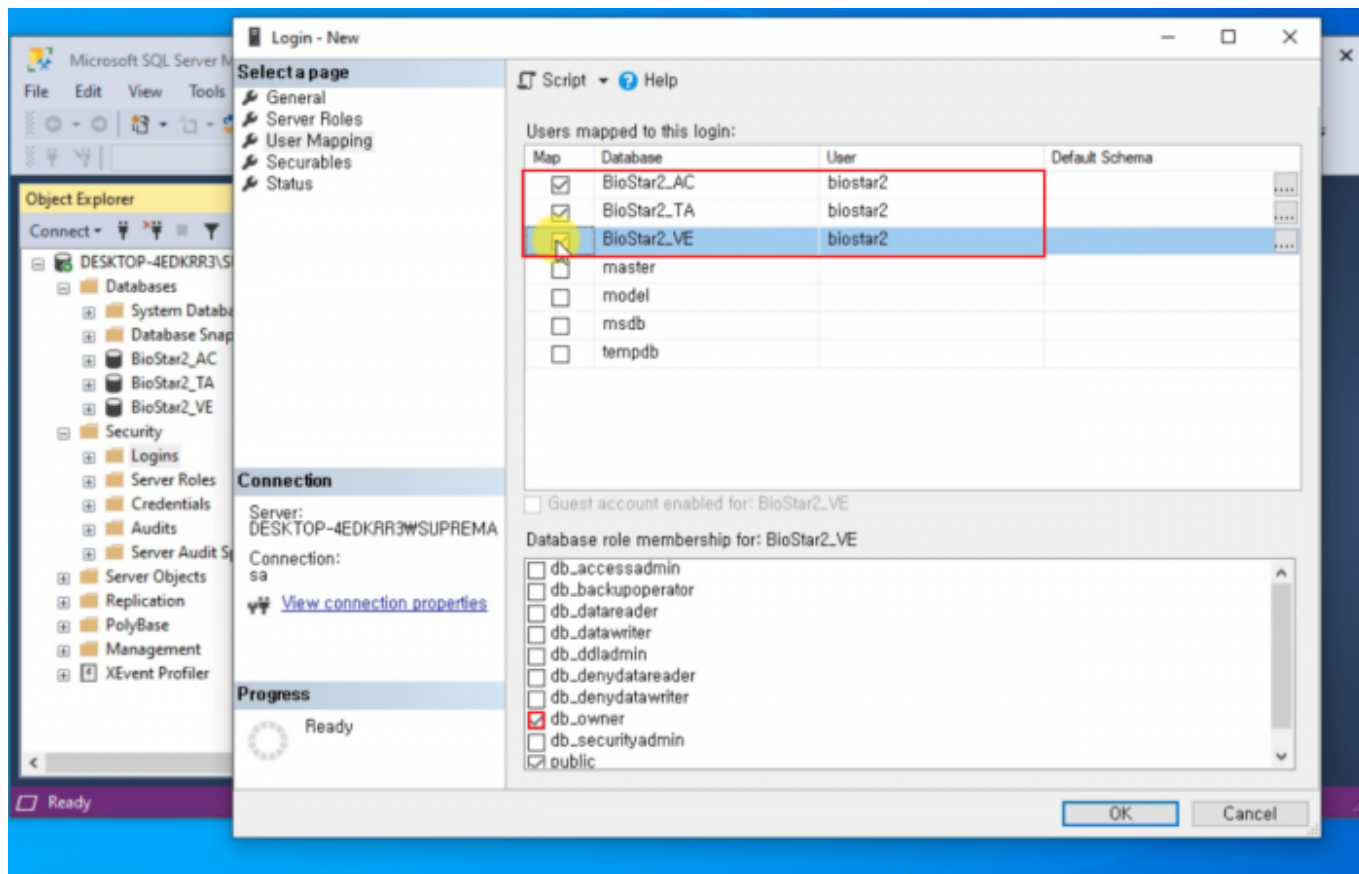 Login - New
Microsoft SQL Server M
File Edit View Tools
Object Explorer
Connect
DESKTOP-4EDKRR3\S
Databases
System Databa
Database Snap
BioStar2_AC
BioStar2_TA
BioStar2_VE
Security
Logins
Server Roles
Credentials
Audits
Server Audit Sp
Server Objects
Replication
PolyBase
Management
XEvent Profiler
Ready
Select a page
General
Server Roles
User Mapping
Securables
Status
Connection
Server:
DESKTOP-4EDKRR3₩SUPREMA
Connection:
sa
View connection properties
Progress
Ready
Script Help
Users mapped to this login:
Map Database User Default Schema
BioStar2_AC biostar2 ....
BioStar2_TA biostar2 ....
BioStar2_VE biostar2 ....
master
model
msdb
tempdb
Guest account enabled for: BioStar2_VE
Database role membership for: BioStar2_VE
db_accessadmin
db_backupoperator
db_datareader
db_datawriter
db_ddladmin
db_denydatareader
db_denydatawriter
db_owner
db_securityadmin
public
OK Cancel